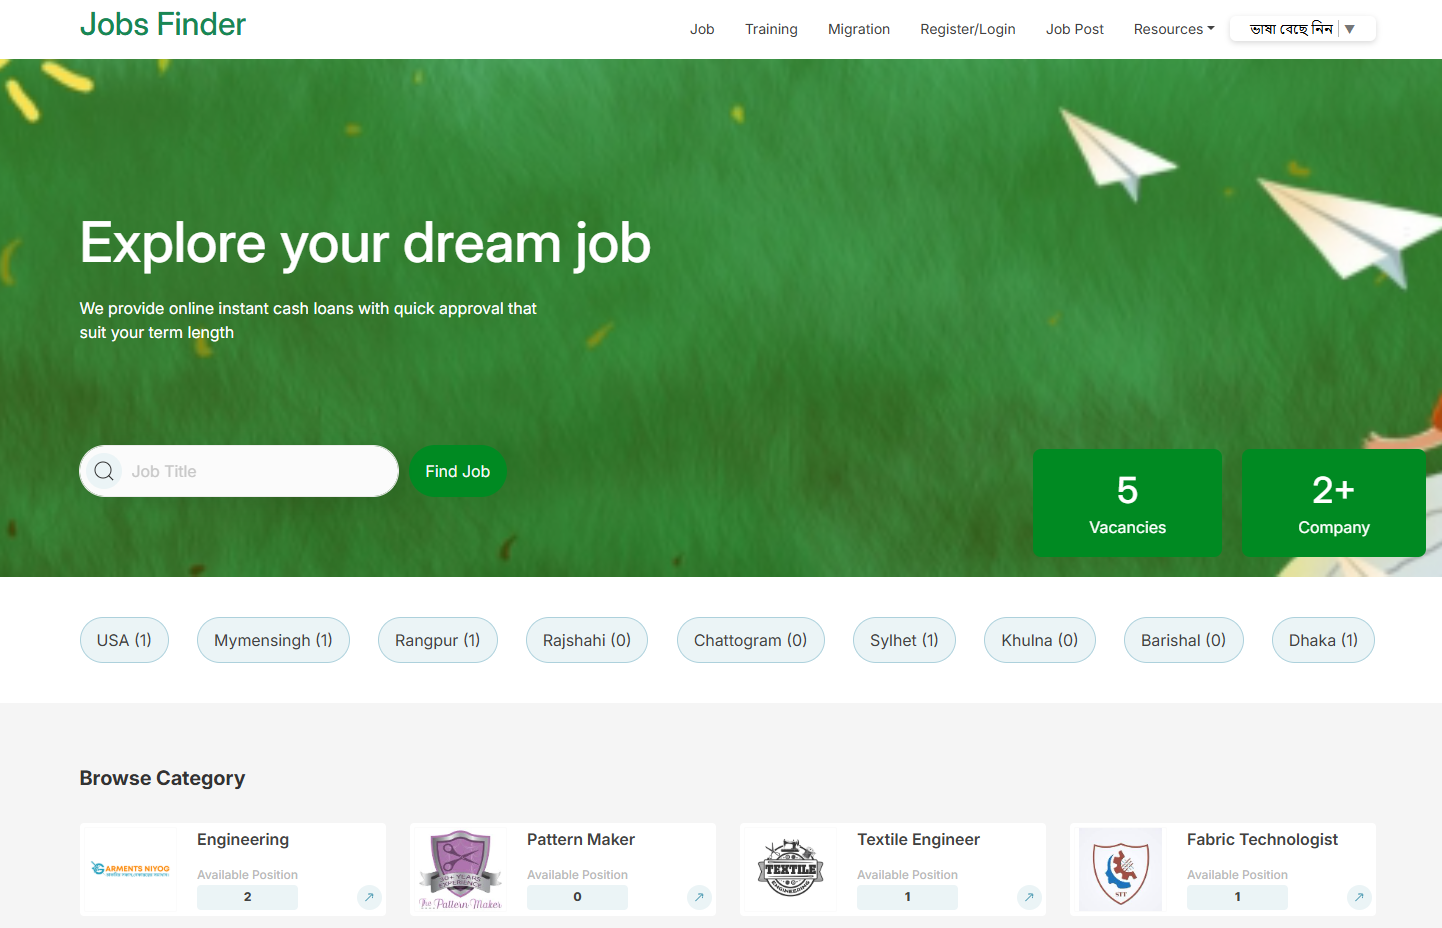 Jobs Finder
Job Training Migration Register/Login Job Post Resources ভাষা বেছে নিন ▼
Explore your dream job
We provide online instant cash loans with quick approval that
suit your term length
Job Title
Find Job
5
Vacancies
2+
Company
USA (1) Mymensingh (1) Rangpur (1) Rajshahi (0) Chattogram (0) Sylhet (1) Khulna (0) Barishal (0) Dhaka (1)
Browse Category
GARMENTS NIYOG
Engineering
Available Position
2
YEARS
EXPERIENCE
The Pattern Maker
Pattern Maker
Available Position
0
TEXTILE
ENGINEERING
Textile Engineer
Available Position
1
Fabric Technologist
Available Position
1